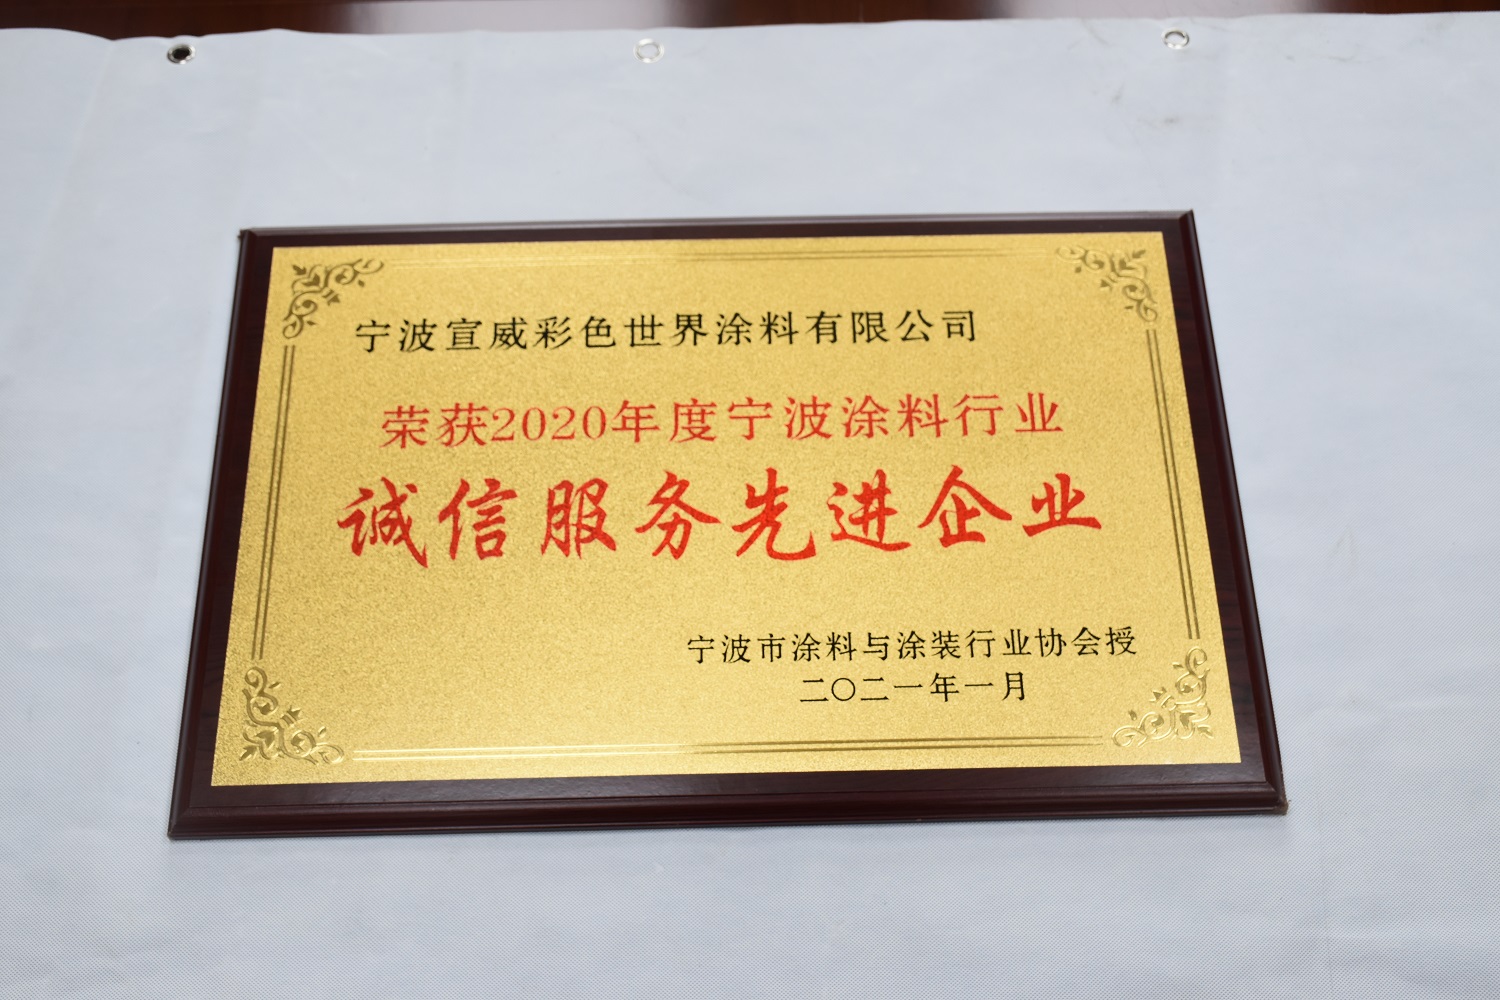 宁波宣威彩色世界涂料有限公司
荣获2020年度宁波涂料行业
诚信服务先进企业
宁波市涂料与涂装行业协会授
二〇二一年一月